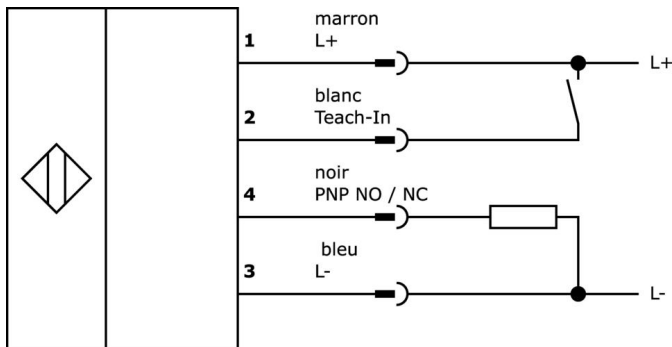 marron
1 L+
L+
blanc
2 Teach-In
noir
4 PNP NO / NC
bleu
3 L-
L-